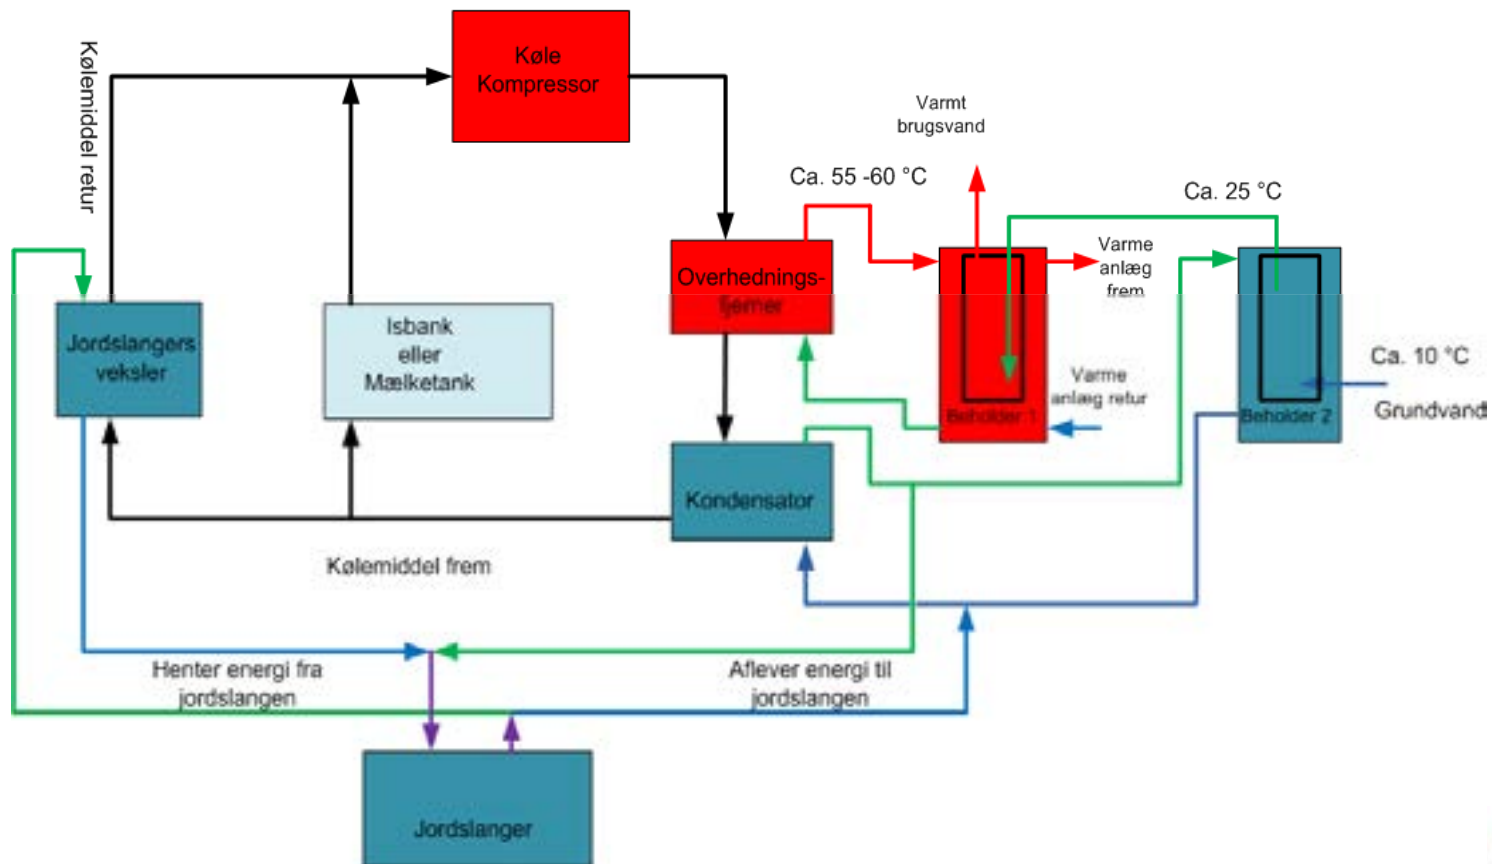 Køle
Kompressor
Kølemiddel retur
Varmt
brugsvand
Ca. 55 -60 °C
Ca. 25 °C
Overhednings-
fjerner
Varme
anlæg
frem
Jordslangers
veksler
Isbank
eller
Mælketank
Varme
anlæg retur
Ca. 10 °C
Grundvand
Beholder 1
Beholder 2
Kondensator
Kølemiddel frem
Henter energi fra
jordslangen
Aflever energi til
jordslangen
Jordslanger